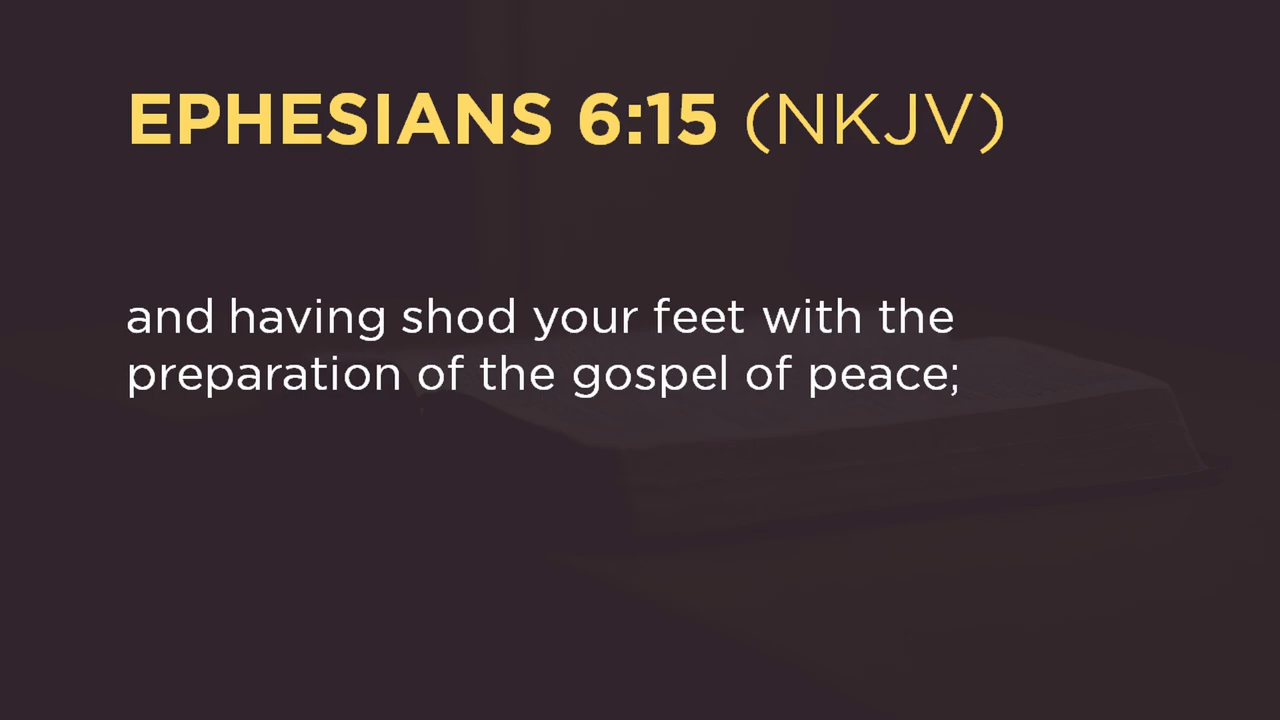 EPHESIANS 6:15 (NKJV)
and having shod your feet with the
preparation of the gospel of peace;